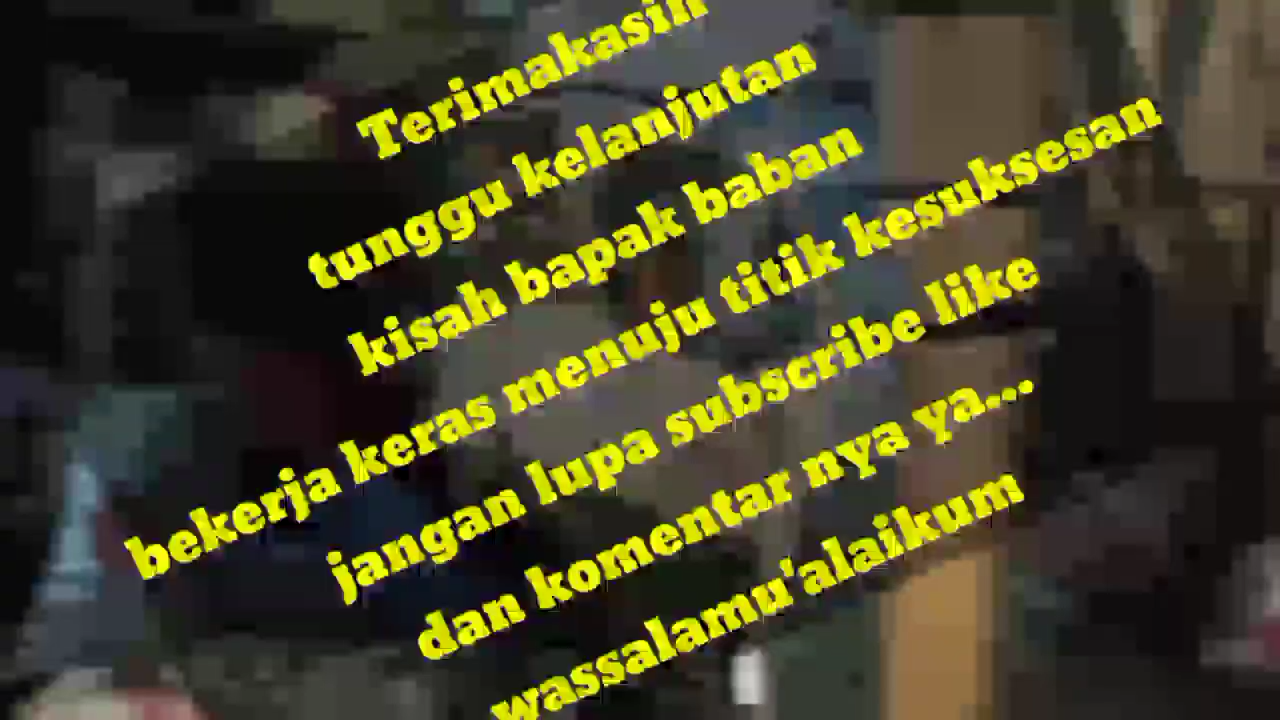 Terimakasih
tunggu kelanjutan
kisah bapak baban
bekerja keras menuju titik kesuksesan
jangan lupa subscribe like
dan komentar nya ya...
wassalamu'alaikum